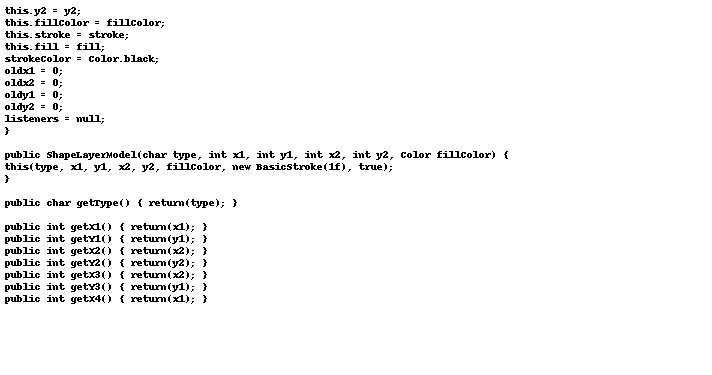 this.y2 = y2;
this.fillColor = fillColor;
this.stroke = stroke;
this.fill = fill;
strokeColor = Color.black;
oldx1 = 0;
oldx2 = 0;
oldy1 = 0;
oldy2 = 0;
listeners = null;
}
public ShapeLayerModel(char type, int x1, int y1, int x2, int y2, Color fillColor) {
this(type, x1, y1, x2, y2, fillColor, new BasicStroke(1f), true);
}
public char getType() { return(type); }
public int getX1() { return(x1); }
public int getY1() { return(y1); }
public int getX2() { return(x2); }
public int getY2() { return(y2); }
public int getX3() { return(x2); }
public int getY3() { return(y1); }
public int getX4() { return(x1); }